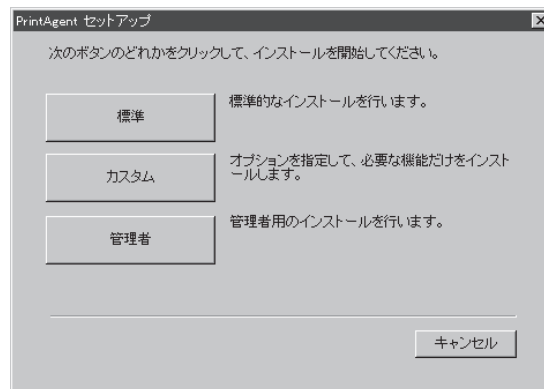 PrintAgent セットアップ
次のボタンのどれかをクリックして、インストールを開始してください。
標準
標準的なインストールを行います。
カスタム
オプションを指定して、必要な機能だけをインスト
ールします。
管理者
管理者用のインストールを行います。
キャンセル